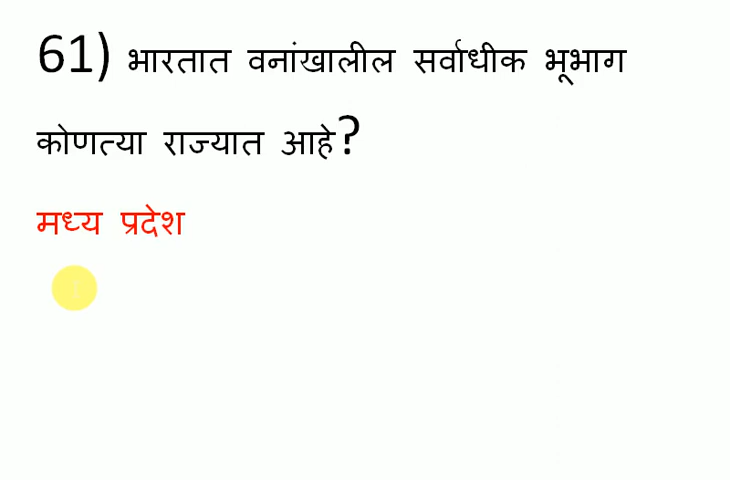 61) भारतात वनांखालील सर्वाधीक भूभाग
कोणत्या राज्यात आहे?
मध्य प्रदेश